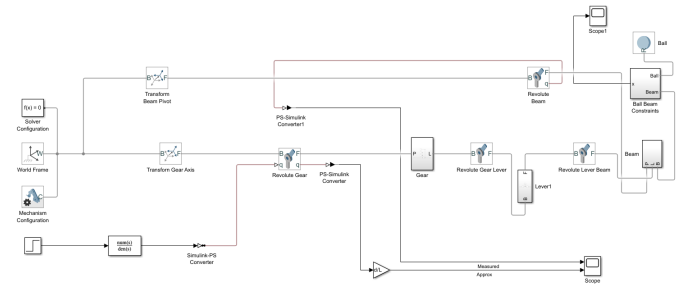 Scope1
Ball
B F
Transform
Beam Pivot
B F
q
Revolute
Beam
x
Ball
Beam
Ball Beam
Constraints
f(x) = 0
Solver
Configuration
PS-Simulink
Converter1
W
World Frame
B F
Transform Gear Axis
B F
q q
Revolute Gear
PS-Simulink
Converter
P L
Gear
B F
Revolute Gear Lever
F
B
Lever1
B F
Revolute Lever Beam
Beam
P L B
C
Mechanism
Configuration
num(s)
den(s)
Simulink-PS
Converter
d/L
Measured
Approx
Scope